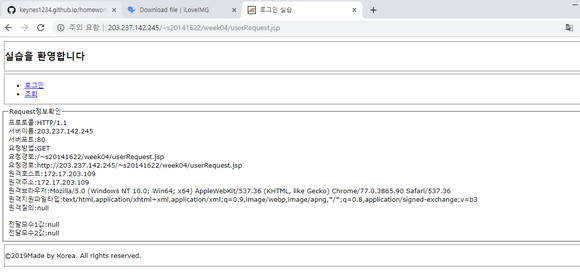 keynes1234.github.io/homewor
Download file | iLoveIMG
로그인 실습
주의 요함 | 203.237.142.245/~s20141622/week04/userRequest.jsp
실습을 환영합니다
로그인
조회
Request정보확인
프로토콜:HTTP/1.1
서버이름:203.237.142.245
서버포트:80
요청방법:GET
요청경로:/~s20141622/week04/userRequest.jsp
요청경로:http://203.237.142.245/~s20141622/week04/userRequest.jsp
원격호스트:172.17.203.109
원격주소:172.17.203.109
원격브라우저:Mozilla/5.0 (Windows NT 10.0; Win64; x64) AppleWebKit/537.36 (KHTML, like Gecko) Chrome/77.0.3865.90 Safari/537.36
원격지원파일타입:text/html,application/xhtml+xml,application/xml;q=0.9,image/webp,image/apng,*/*;q=0.8,application/signed-exchange;v=b3
원격질의:null
전달모수1값:null
전달모수2값:null
©2019Made by Korea. All rights reserved.